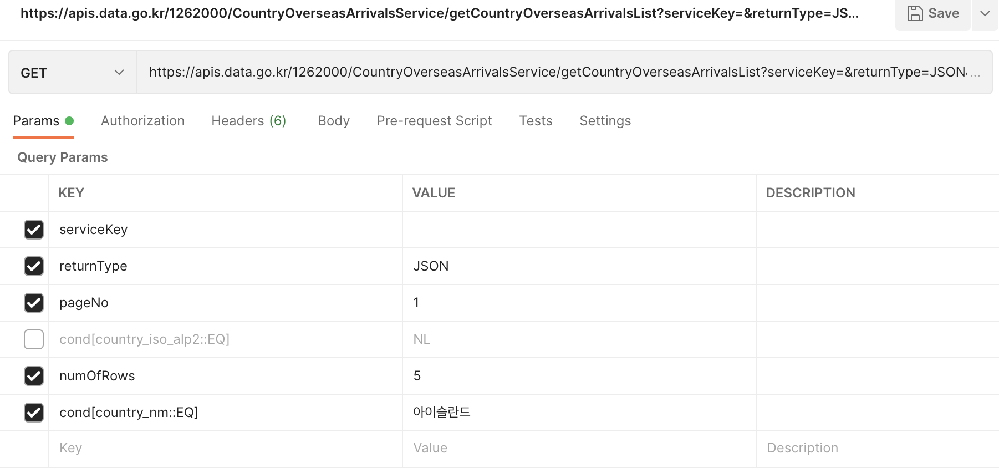 https://apis.data.go.kr/1262000/CountryOverseasArrivalsService/getCountryOverseasArrivalsList?serviceKey=&returnType=JS...
Save
GET
https://apis.data.go.kr/1262000/CountryOverseasArrivalsService/getCountryOverseasArrivalsList?serviceKey=&returnType=JSON&...
Params Authorization Headers (6) Body Pre-request Script Tests Settings
Query Params
KEY VALUE DESCRIPTION
serviceKey
returnType JSON
pageNo 1
cond[country_iso_alp2::EQ] NL
numOfRows 5
cond[country_nm::EQ] 아이슬란드
Key Value Description